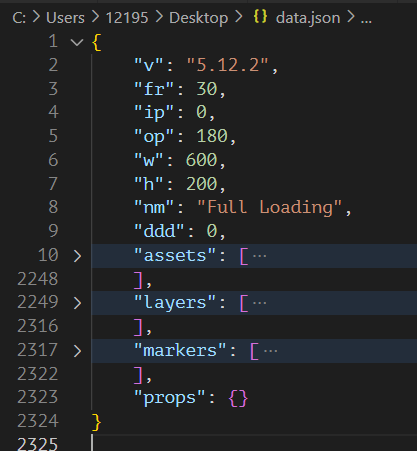 C: > Users > 12195 > Desktop > {} data.json > ...
1 {
2 "v": "5.12.2",
3 "fr": 30,
4 "ip": 0,
5 "op": 180,
6 "w": 600,
7 "h": 200,
8 "nm": "Full Loading",
9 "ddd": 0,
10 > "assets": [ ...
2248 ],
2249 > "layers": [ ...
2316 ],
2317 > "markers": [ ...
2322 ],
2323 "props": {}
2324 }
2325